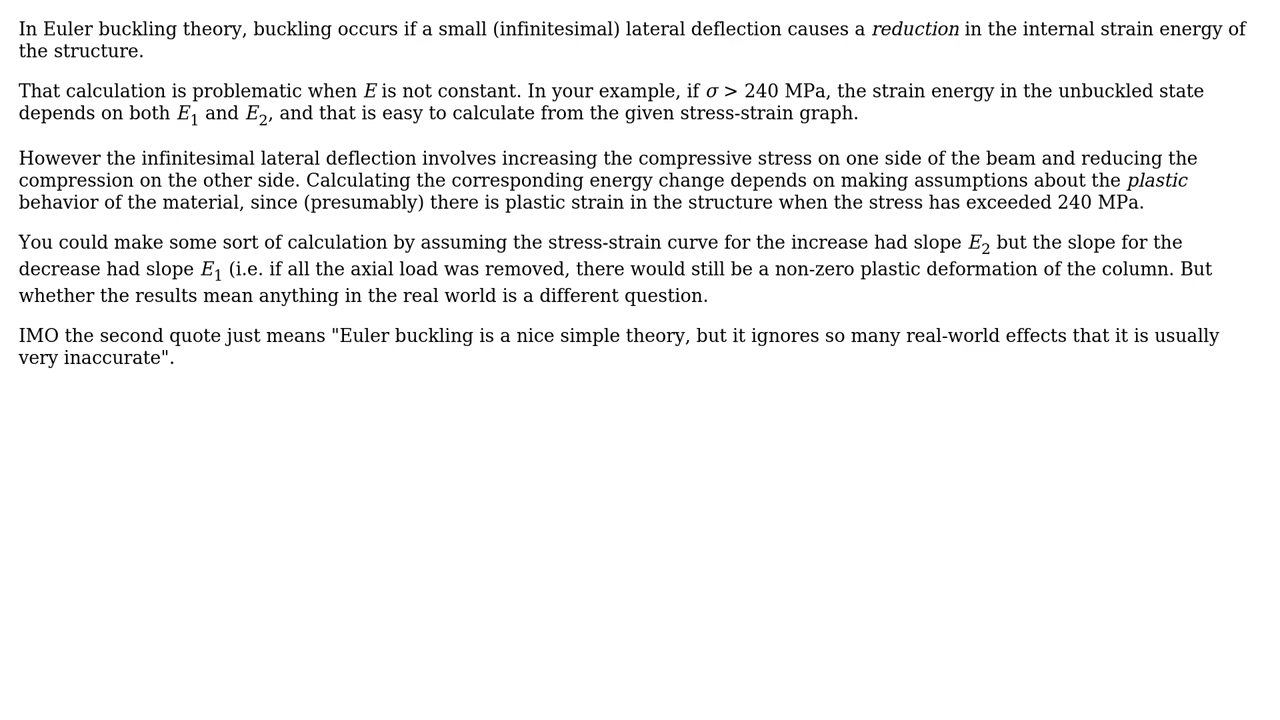 In Euler buckling theory, buckling occurs if a small (infinitesimal) lateral deflection causes a reduction in the internal strain energy of
the structure.
That calculation is problematic when E is not constant. In your example, if σ > 240 MPa, the strain energy in the unbuckled state
depends on both E₁ and E₂, and that is easy to calculate from the given stress-strain graph.
However the infinitesimal lateral deflection involves increasing the compressive stress on one side of the beam and reducing the
compression on the other side. Calculating the corresponding energy change depends on making assumptions about the plastic
behavior of the material, since (presumably) there is plastic strain in the structure when the stress has exceeded 240 MPa.
You could make some sort of calculation by assuming the stress-strain curve for the increase had slope E₂ but the slope for the
decrease had slope E₁ (i.e. if all the axial load was removed, there would still be a non-zero plastic deformation of the column. But
whether the results mean anything in the real world is a different question.
IMO the second quote just means "Euler buckling is a nice simple theory, but it ignores so many real-world effects that it is usually
very inaccurate".